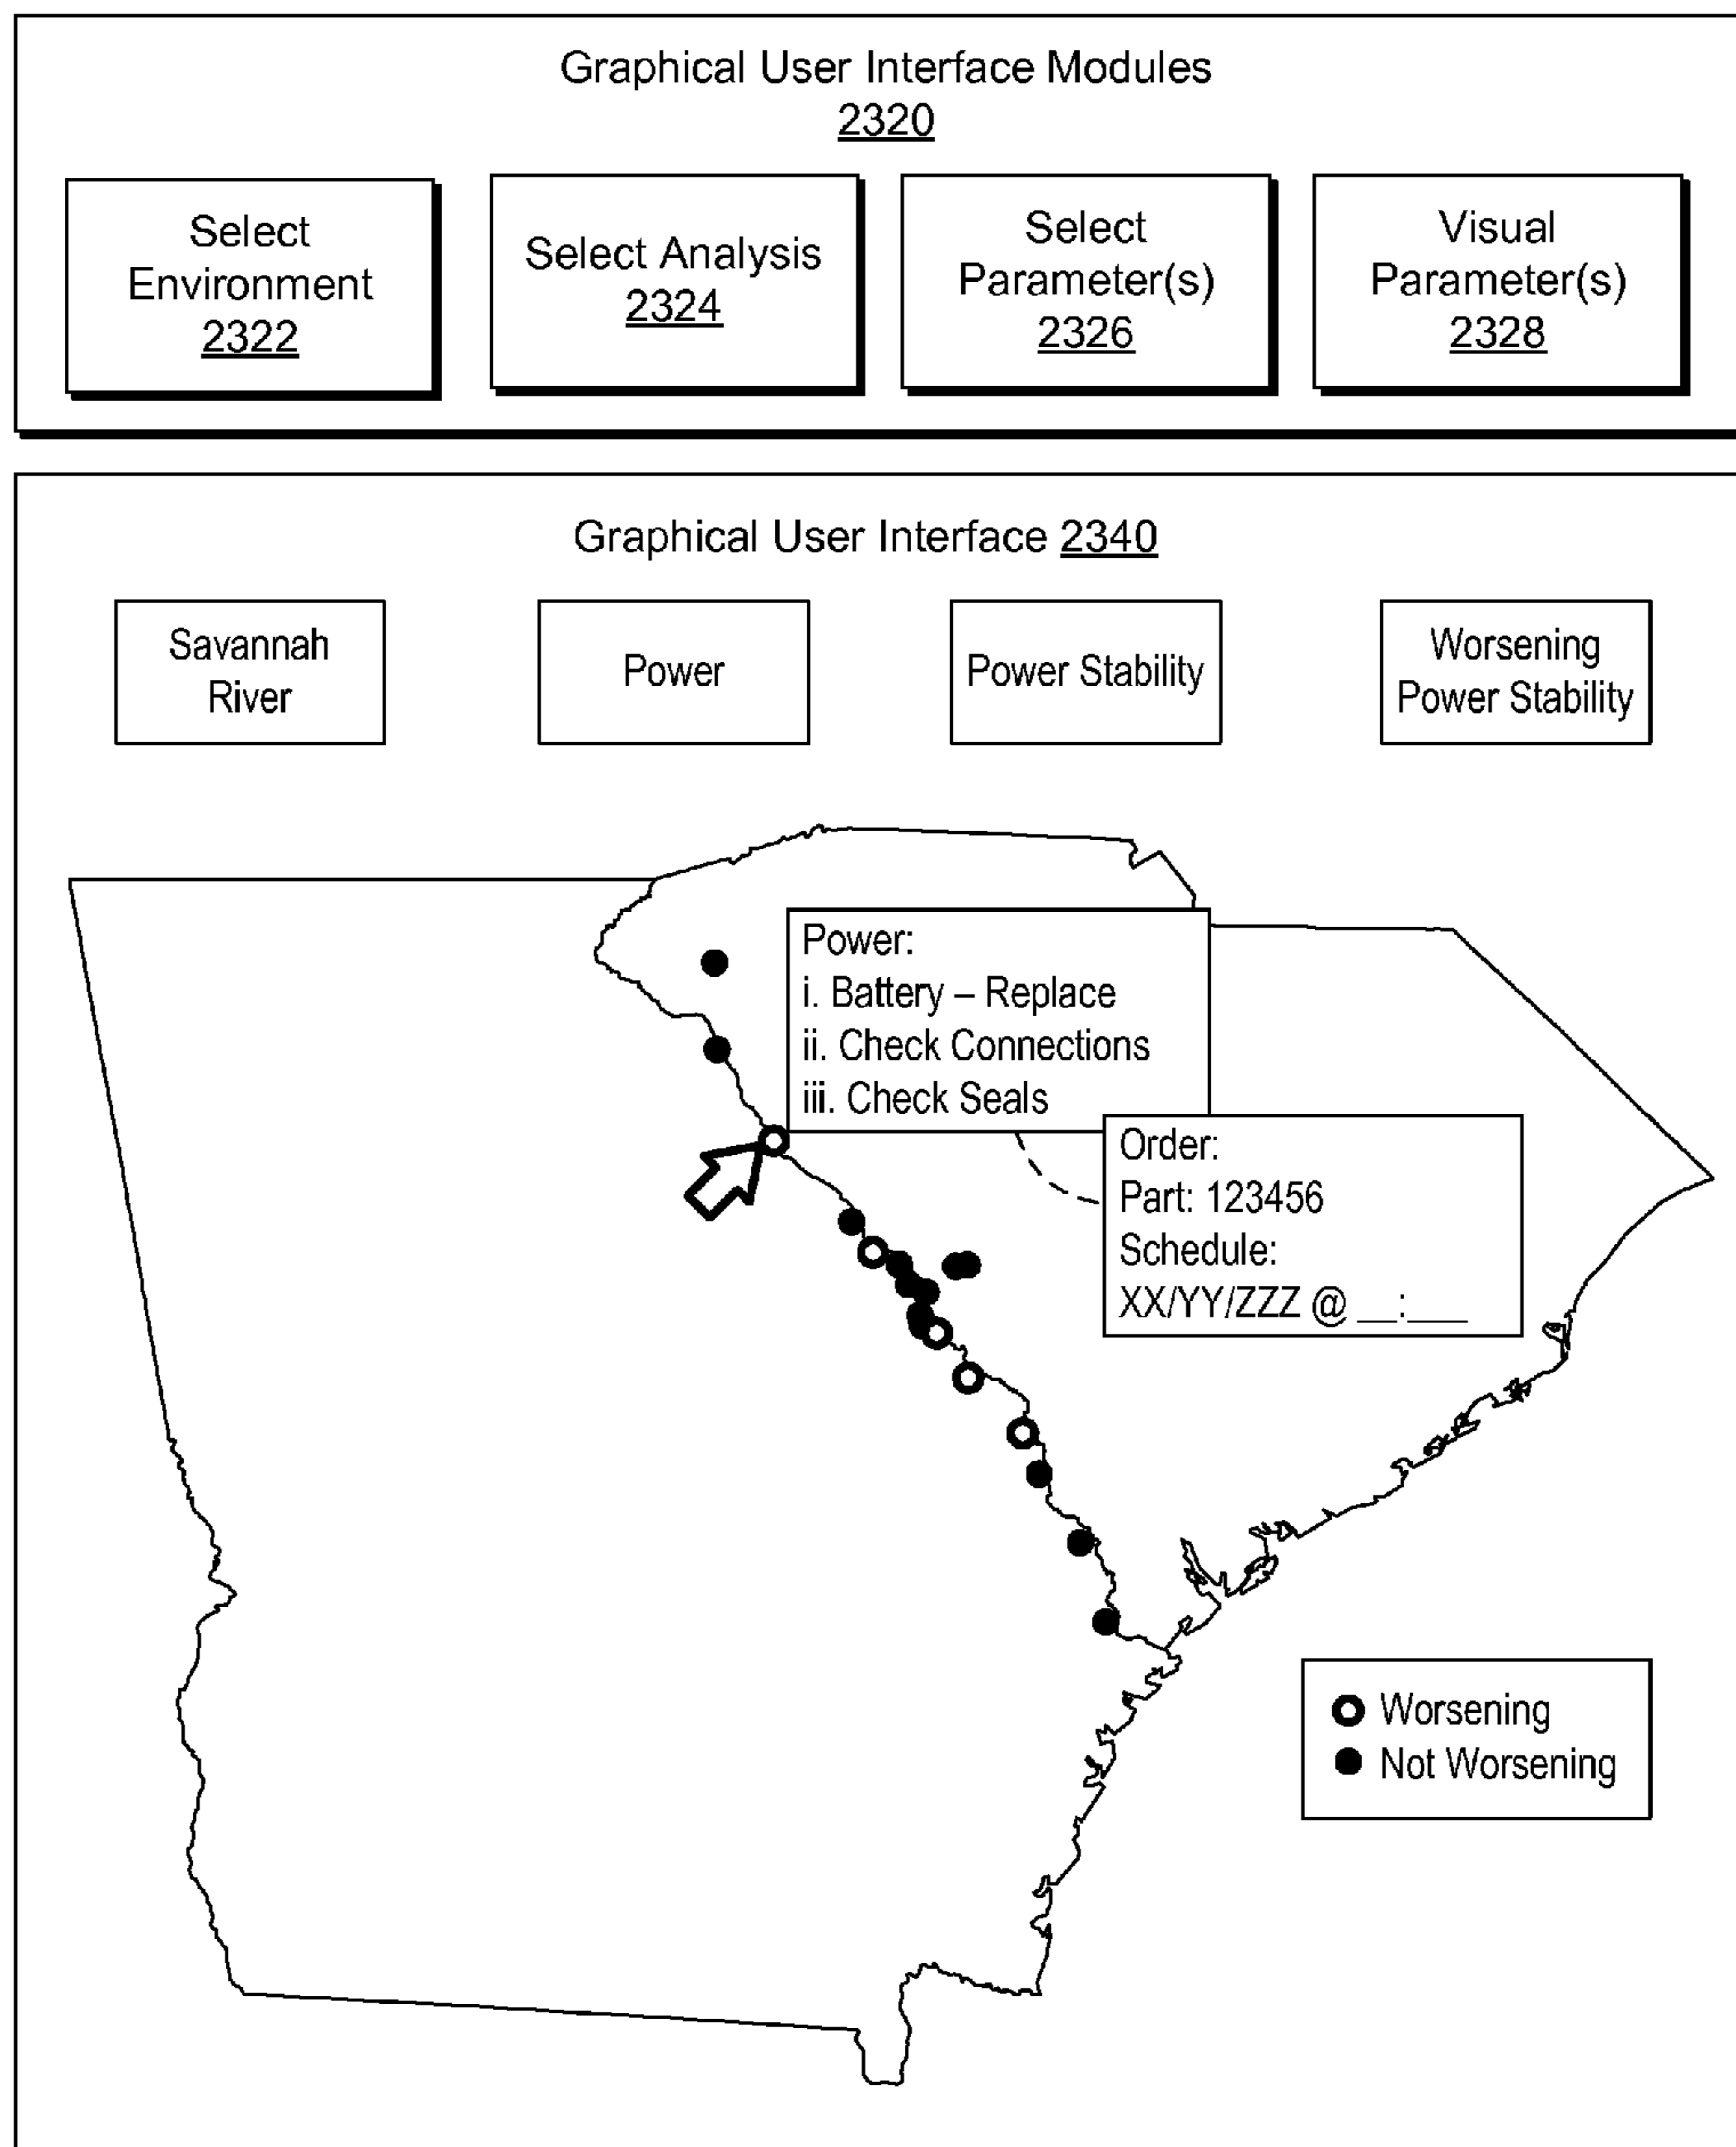 Graphical User Interface Modules
2320
Select
Environment
2322
Select Analysis
2324
Select
Parameter(s)
2326
Visual
Parameter(s)
2328
Graphical User Interface 2340
Savannah
River
Power
Power Stability
Worsening
Power Stability
Power:
i. Battery – Replace
ii. Check Connections
iii. Check Seals
Order:
Part: 123456
Schedule:
XX/YY/ZZZ @ __:___
Worsening
Not Worsening